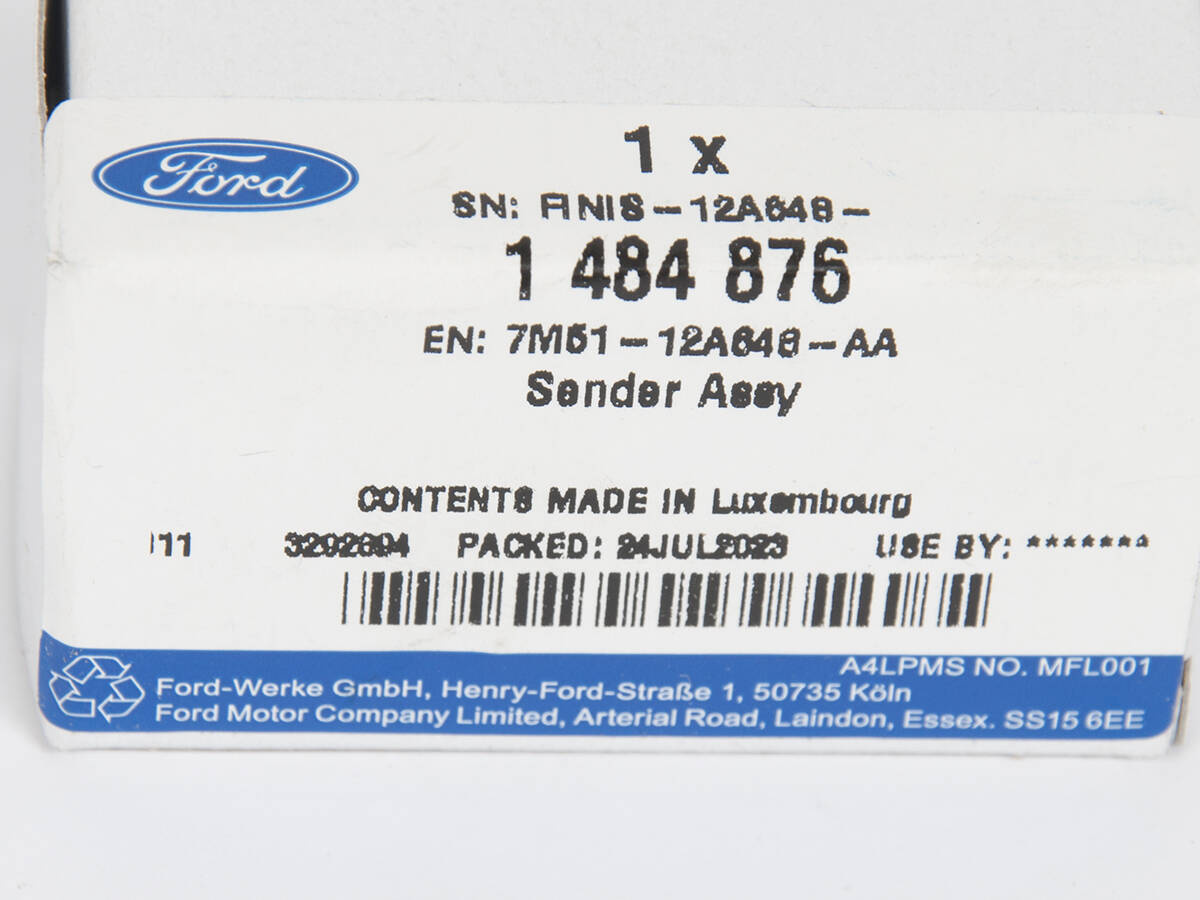 Ford
1 x
SN: FINIS-12A648-
1 484 876
EN: 7M51-12A648-AA
Sender Assy
CONTENTS MADE IN Luxembourg
PACKED: 24JUL2023 USE BY: *******
A4LPMS NO. MFL001
Ford-Werke GmbH, Henry-Ford-Straße 1, 50735 Köln
Ford Motor Company Limited, Arterial Road, Laindon, Essex. SS15 6EE